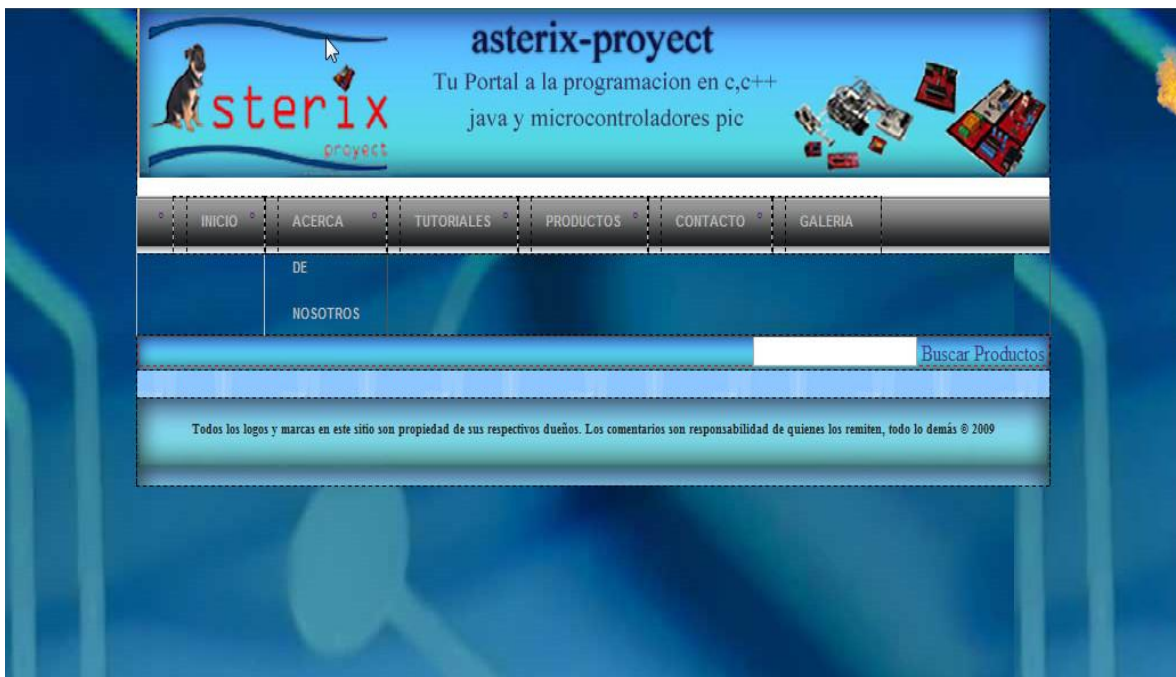 asterix-proyect
Tu Portal a la programacion en c,c++
java y microcontroladores pic
sterix
proyect
INICIO ACERCA TUTORIALES PRODUCTOS CONTACTO GALERIA
DE
NOSOTROS
Buscar Productos
Todos los logos y marcas en este sitio son propiedad de sus respectivos dueños. Los comentarios son responsabilidad de quienes los remiten, todo lo demás © 2009